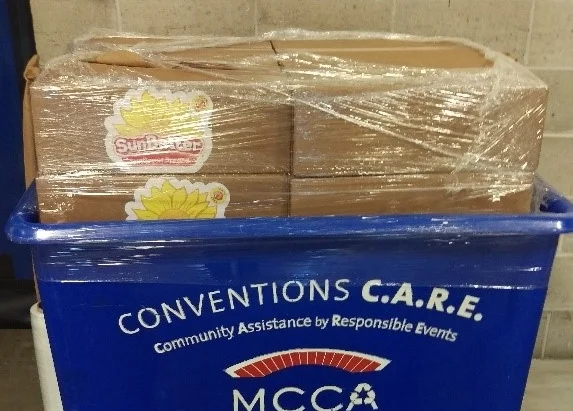 SunButter
CONVENTIONS C.A.R.E.
Community Assistance by Responsible Events
MCCA